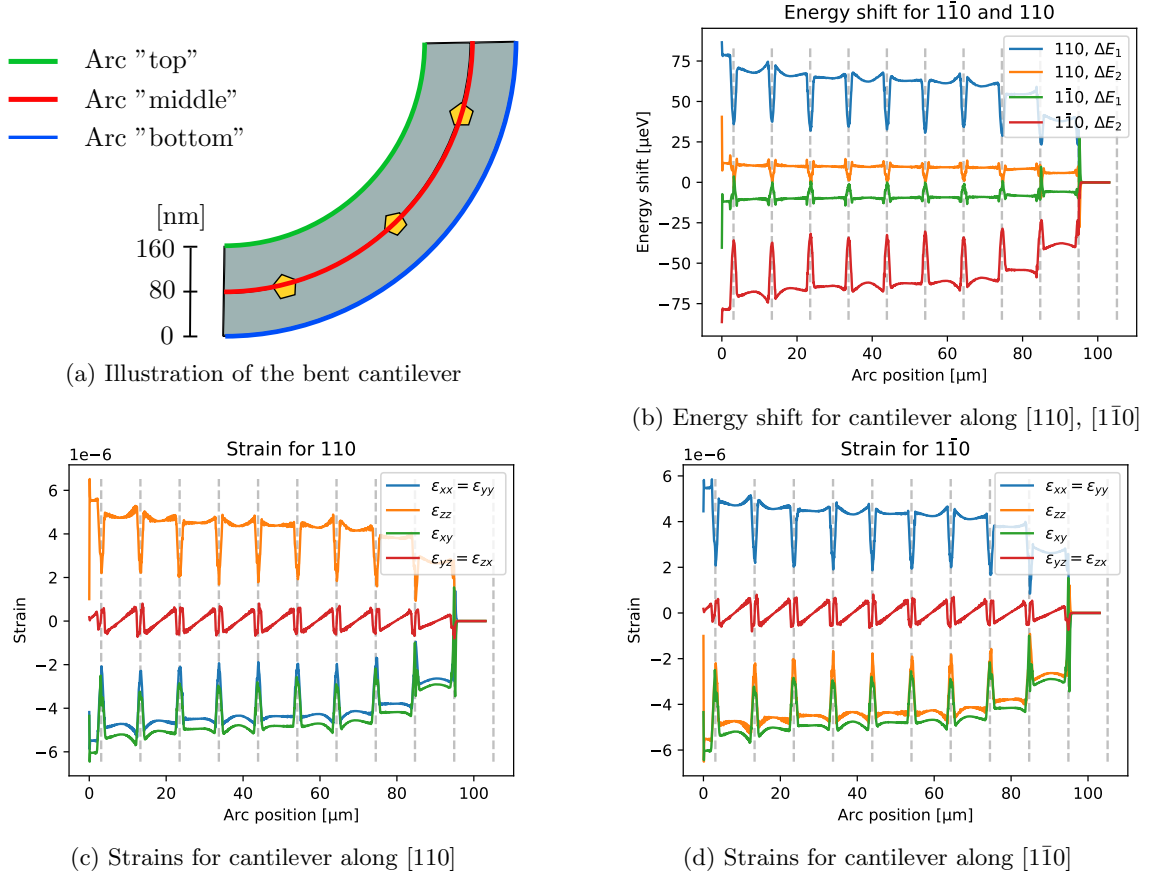 Arc "top"
Arc "middle"
Arc "bottom"
[nm]
160
80
0
(a) Illustration of the bent cantilever
Energy shift for 11̄0 and 110
110, ΔE₁
110, ΔE₂
11̄0, ΔE₁
11̄0, ΔE₂
Energy shift [µeV]
75
50
25
0
−25
−50
−75
0 20 40 60 80 100
Arc position [µm]
(b) Energy shift for cantilever along [110], [11̄0]
Strain for 110
1e−6
εxx = εyy
εzz
εxy
εyz = εzx
Strain
6
4
2
0
−2
−4
−6
0 20 40 60 80 100
Arc position [µm]
(c) Strains for cantilever along [110]
Strain for 11̄0
1e−6
εxx = εyy
εzz
εxy
εyz = εzx
Strain
6
4
2
0
−2
−4
−6
0 20 40 60 80 100
Arc position [µm]
(d) Strains for cantilever along [11̄0]